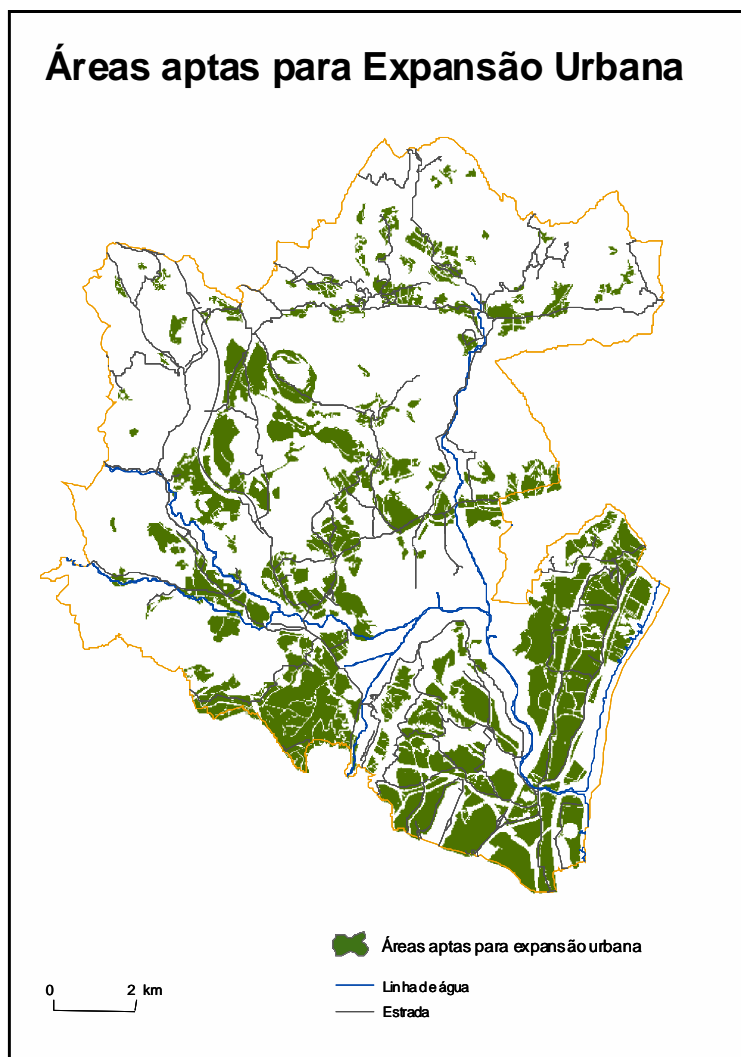 Áreas aptas para Expansão Urbana
Áreas aptas para expansão urbana
Linha de água
Estrada
0 2 km